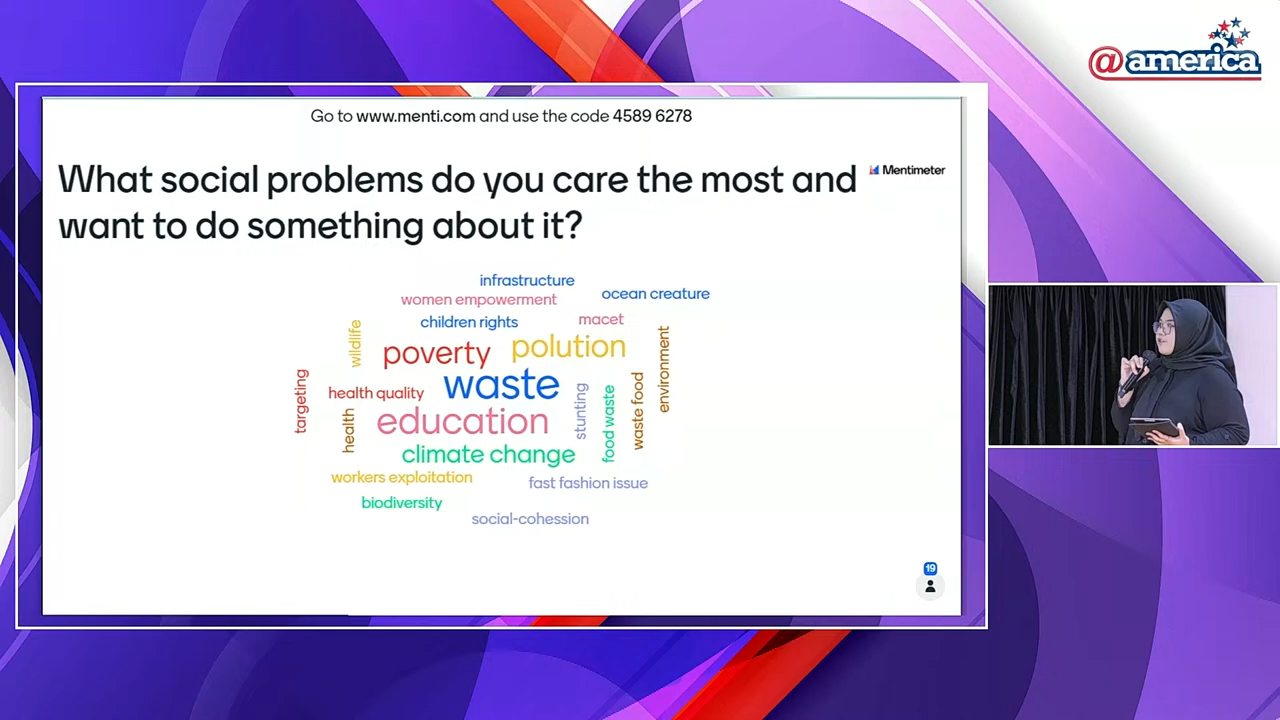 @america
Go to www.menti.com and use the code 4589 6278
What social problems do you care the most and
want to do something about it?
Mentimeter
infrastructure
ocean creature
women empowerment
children rights
macet
wildlife
poverty
polution
environment
targeting
health quality
waste
stunting
food waste
waste food
health
education
climate change
workers exploitation
fast fashion issue
biodiversity
social-cohession
19